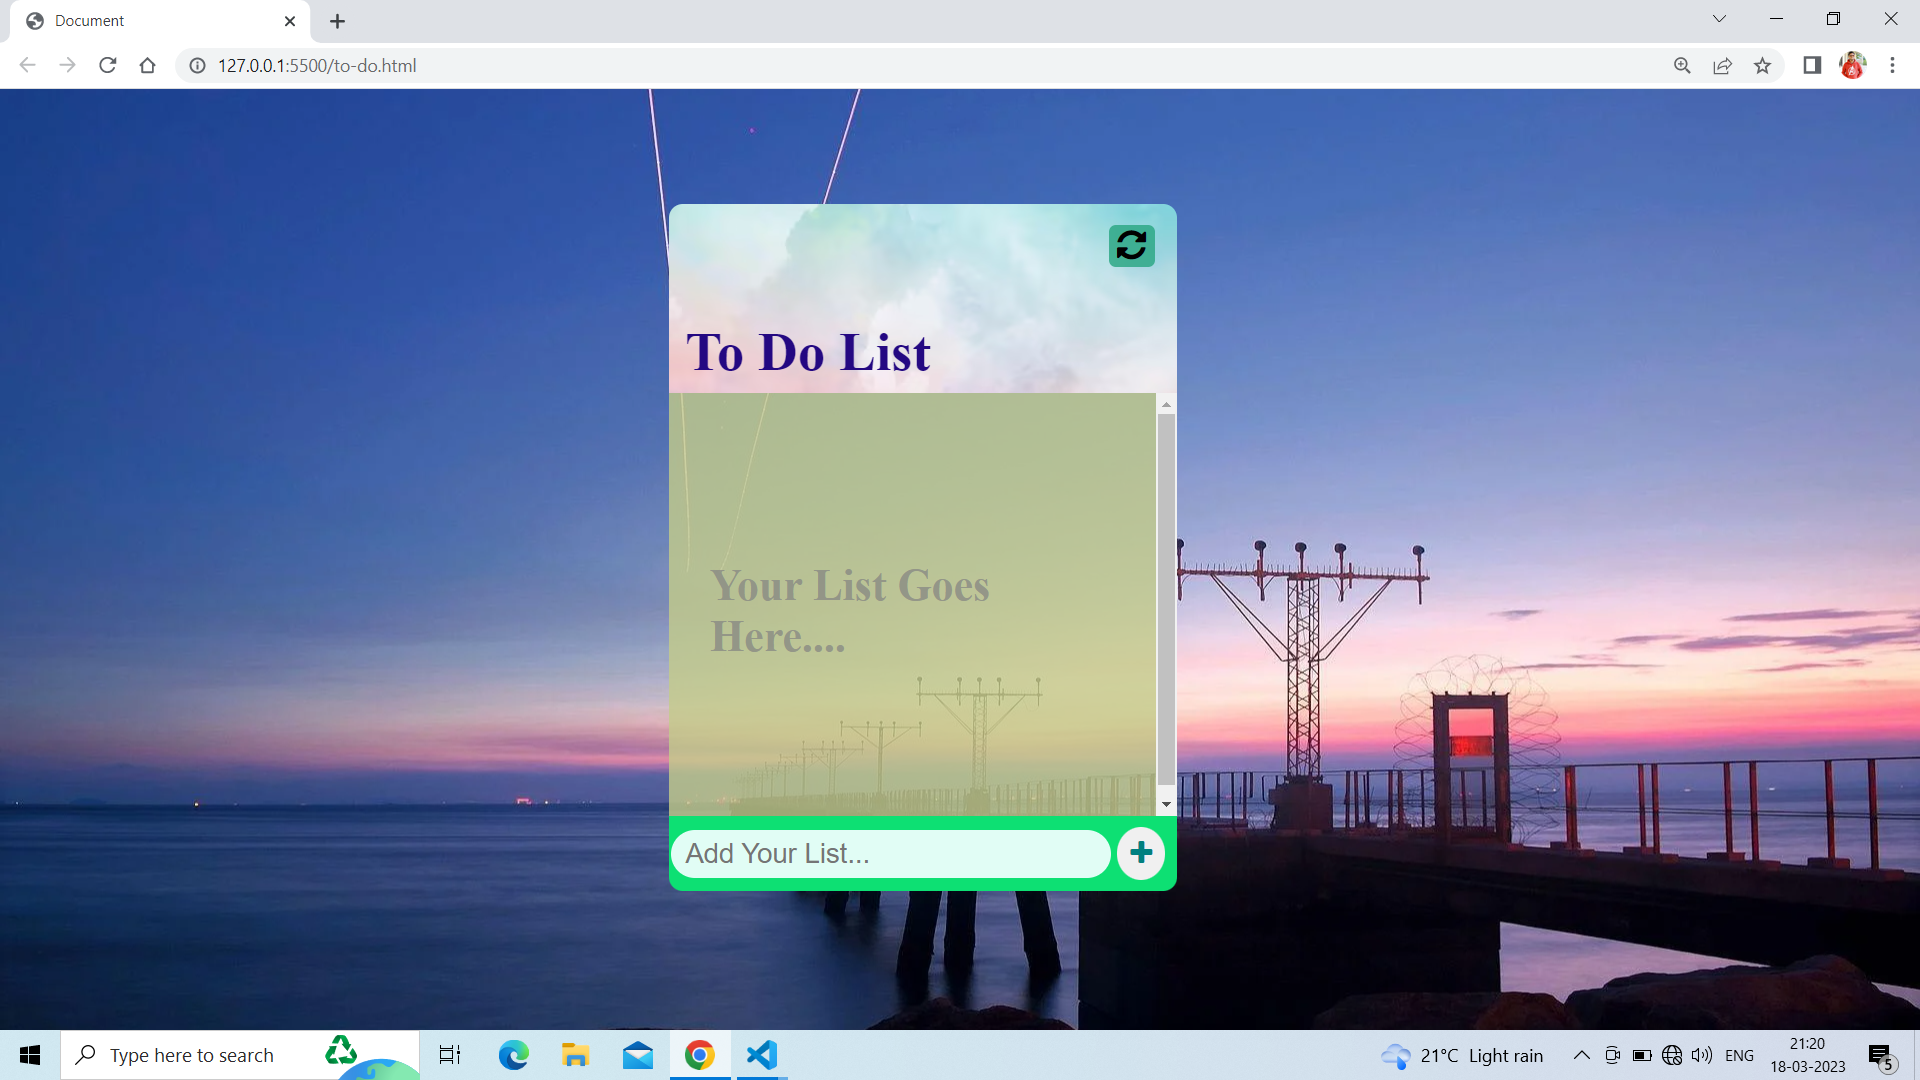 Document
127.0.0.1:5500/to-do.html
To Do List
Your List Goes
Here....
Add Your List...
Type here to search
21°C Light rain
ENG
21:20
18-03-2023
5